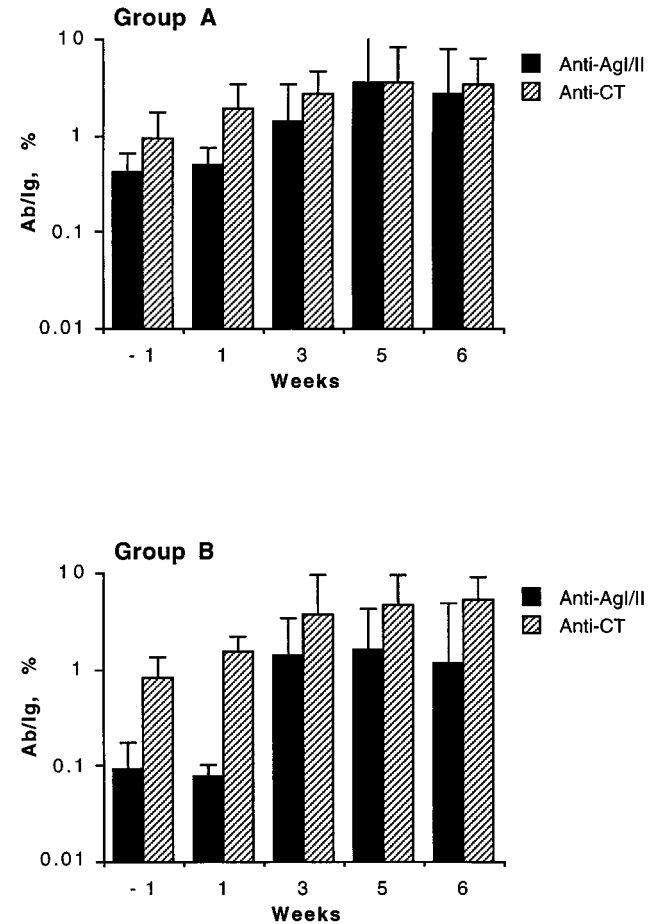 Group A
10
1
0.1
0.01
Ab/Ig, %
- 1 1 3 5 6
Weeks
Anti-AgI/II
Anti-CT
Group B
10
1
0.1
0.01
Ab/Ig, %
- 1 1 3 5 6
Weeks
Anti-AgI/II
Anti-CT